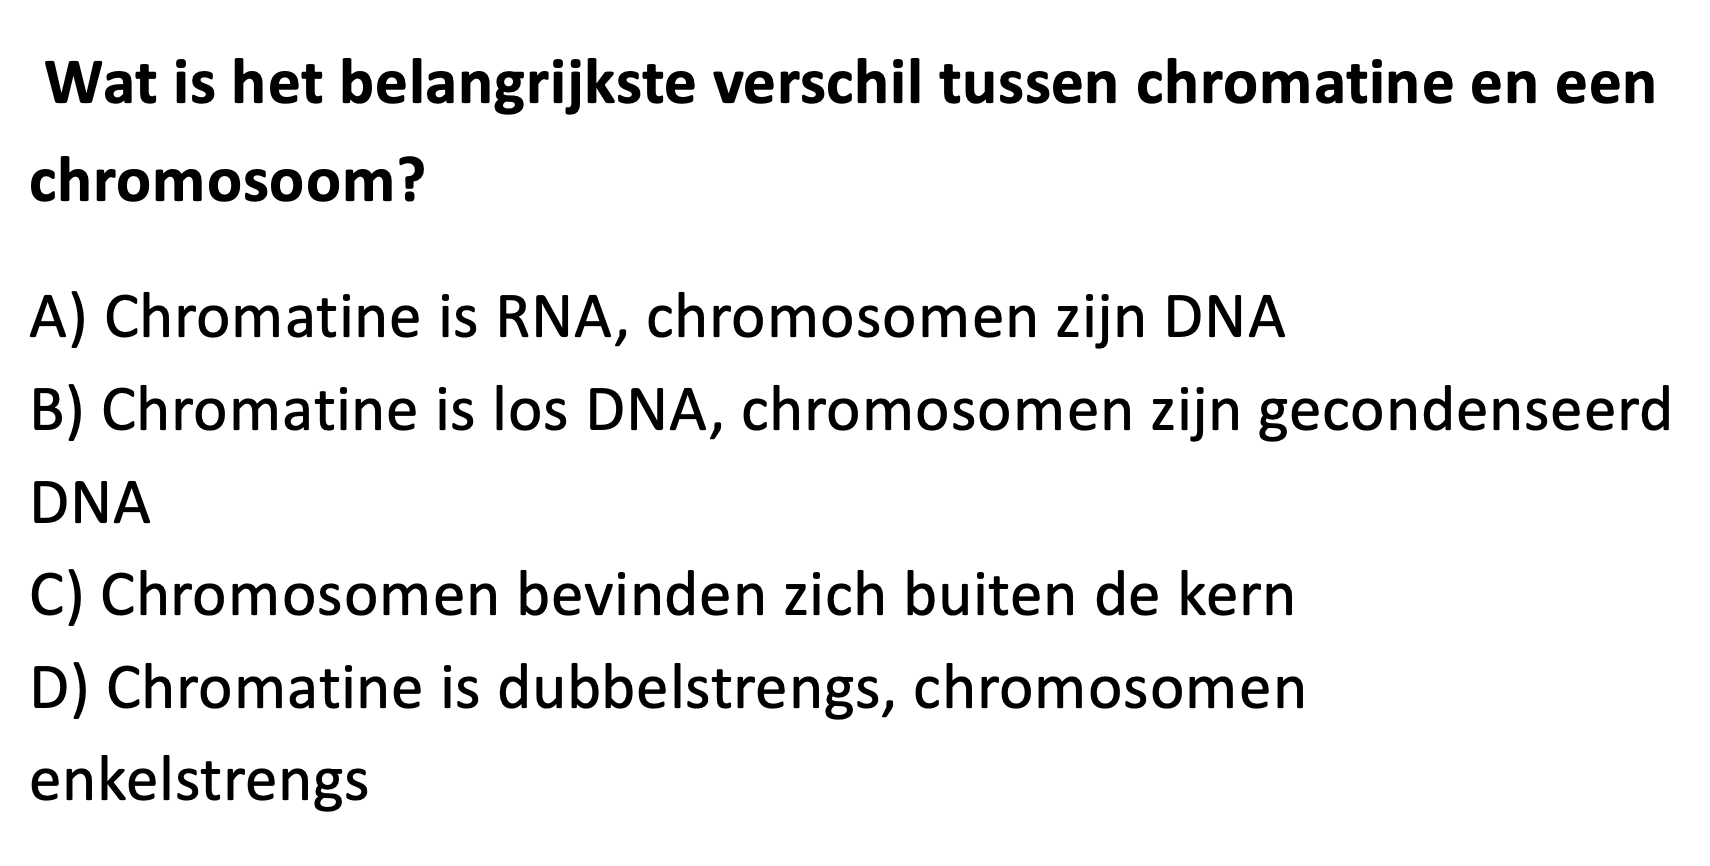 Wat is het belangrijkste verschil tussen chromatine en een
chromosoom?
A) Chromatine is RNA, chromosomen zijn DNA
B) Chromatine is los DNA, chromosomen zijn gecondenseerd
DNA
C) Chromosomen bevinden zich buiten de kern
D) Chromatine is dubbelstrengs, chromosomen
enkelstrengs